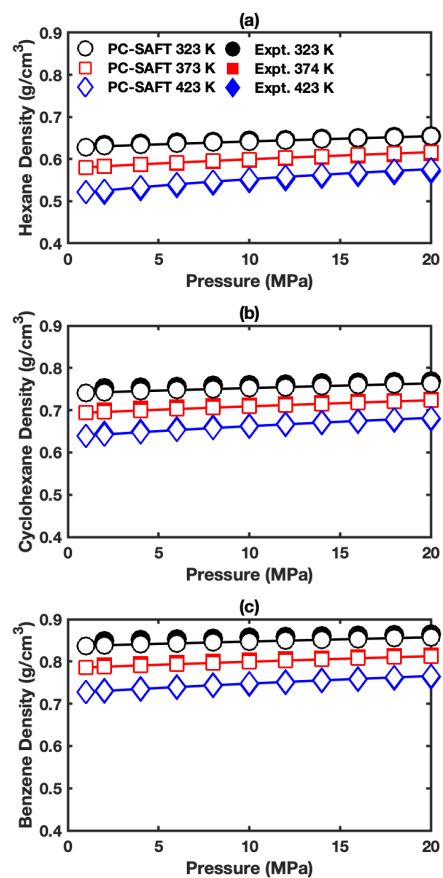 (a)
PC-SAFT 323 K Expt. 323 K
PC-SAFT 373 K Expt. 374 K
PC-SAFT 423 K Expt. 423 K
Hexane Density (g/cm³)
0.9
0.8
0.7
0.6
0.5
0.4
0 5 10 15 20
Pressure (MPa)
(b)
Cyclohexane Density (g/cm³)
0.9
0.8
0.7
0.6
0.5
0.4
0 5 10 15 20
Pressure (MPa)
(c)
Benzene Density (g/cm³)
0.9
0.8
0.7
0.6
0.5
0.4
0 5 10 15 20
Pressure (MPa)